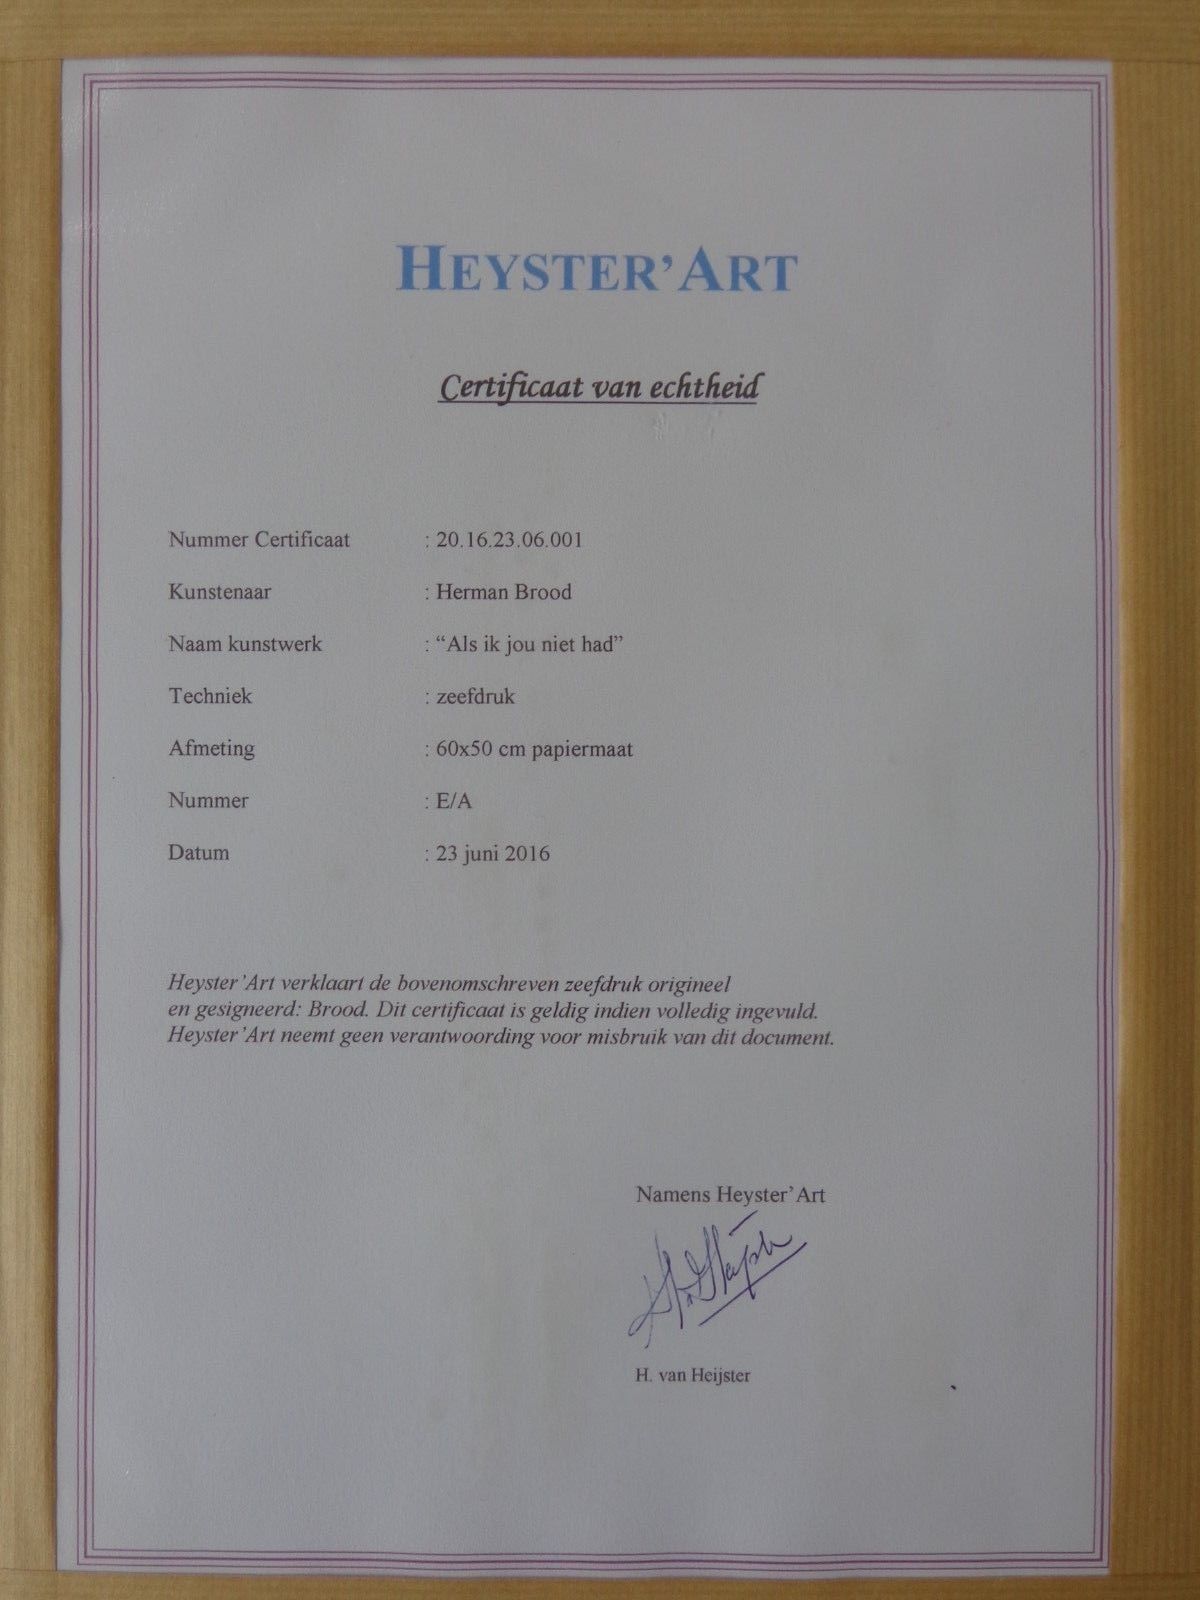 HEYSTER'ART
Certificaat van echtheid
Nummer Certificaat : 20.16.23.06.001
Kunstenaar : Herman Brood
Naam kunstwerk : “Als ik jou niet had”
Techniek : zeefdruk
Afmeting : 60x50 cm papiermaat
Nummer : E/A
Datum : 23 juni 2016
Heyster'Art verklaart de bovenomschreven zeefdruk origineel
en gesigneerd: Brood. Dit certificaat is geldig indien volledig ingevuld.
Heyster'Art neemt geen verantwoording voor misbruik van dit document.
Namens Heyster'Art
H. van Heijster